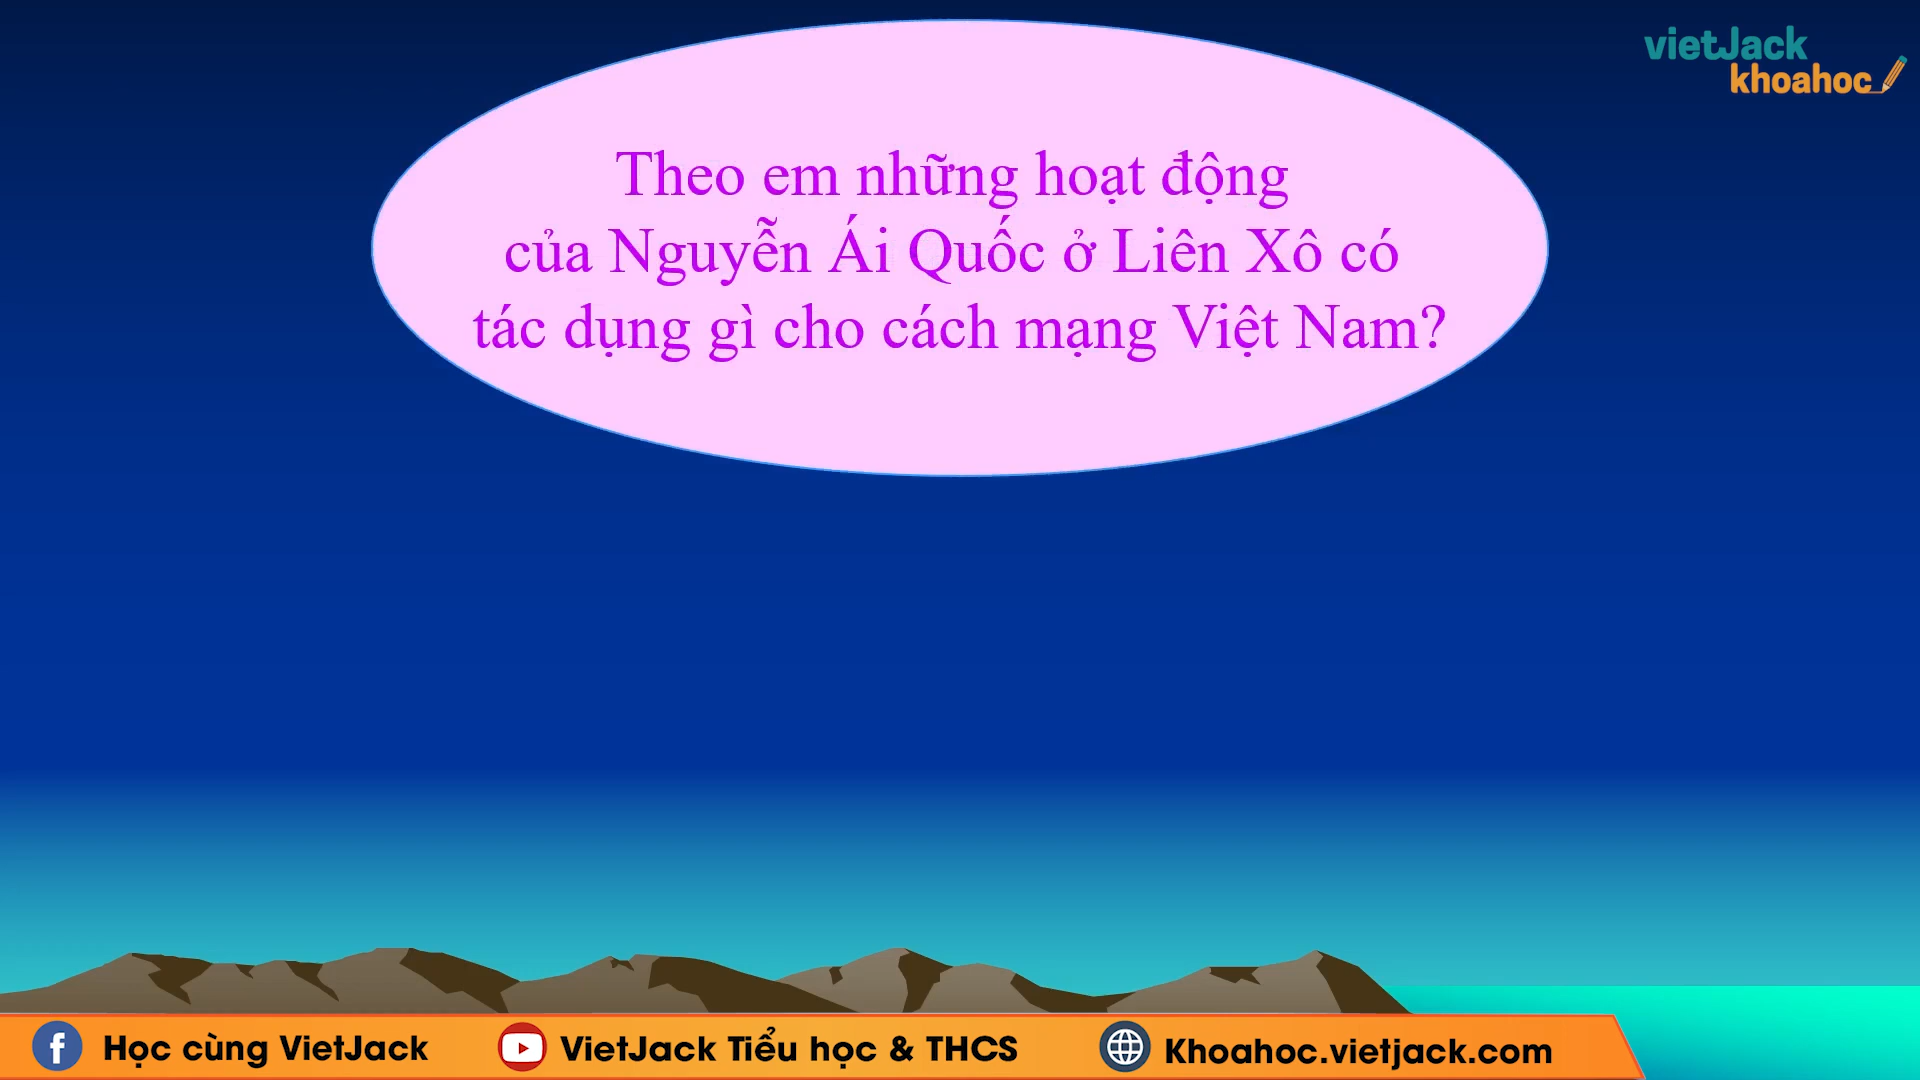 vietJack
khoahoc
Theo em những hoạt động
của Nguyễn Ái Quốc ở Liên Xô có
tác dụng gì cho cách mạng Việt Nam?
Học cùng VietJack
VietJack Tiểu học & THCS
Khoahoc.vietjack.com